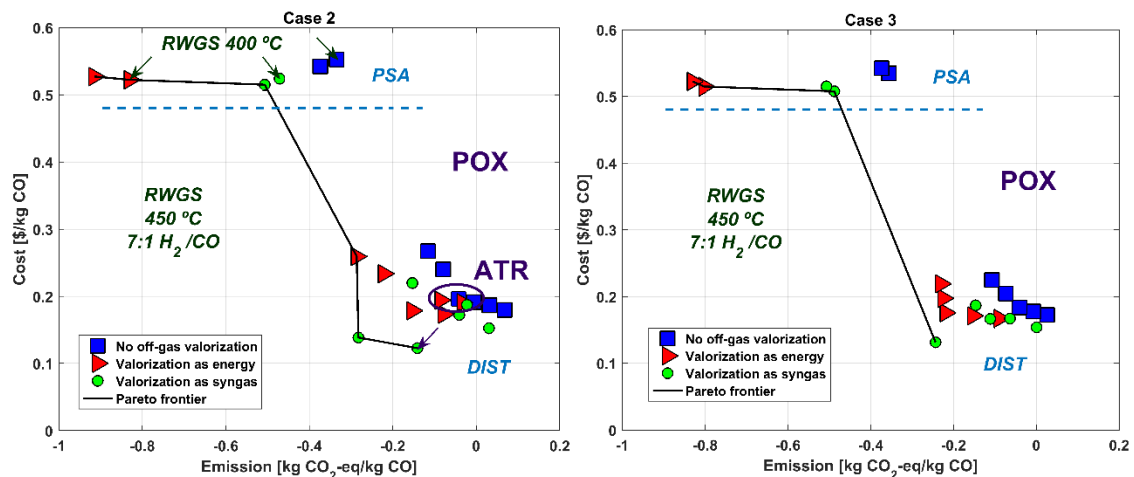 Case 2
0.6
0.5
0.4
0.3
0.2
0.1
0
Cost [$/kg CO]
RWGS 400 ºC
PSA
POX
RWGS
450 ºC
7:1 H2 /CO
ATR
DIST
No off-gas valorization
Valorization as energy
Valorization as syngas
Pareto frontier
-1 -0.8 -0.6 -0.4 -0.2 0 0.2
Emission [kg CO2-eq/kg CO]
Case 3
0.6
0.5
0.4
0.3
0.2
0.1
0
Cost [$/kg CO]
PSA
POX
RWGS
450 ºC
7:1 H2 /CO
DIST
No off-gas valorization
Valorization as energy
Valorization as syngas
Pareto frontier
-1 -0.8 -0.6 -0.4 -0.2 0 0.2
Emission [kg CO2-eq/kg CO]